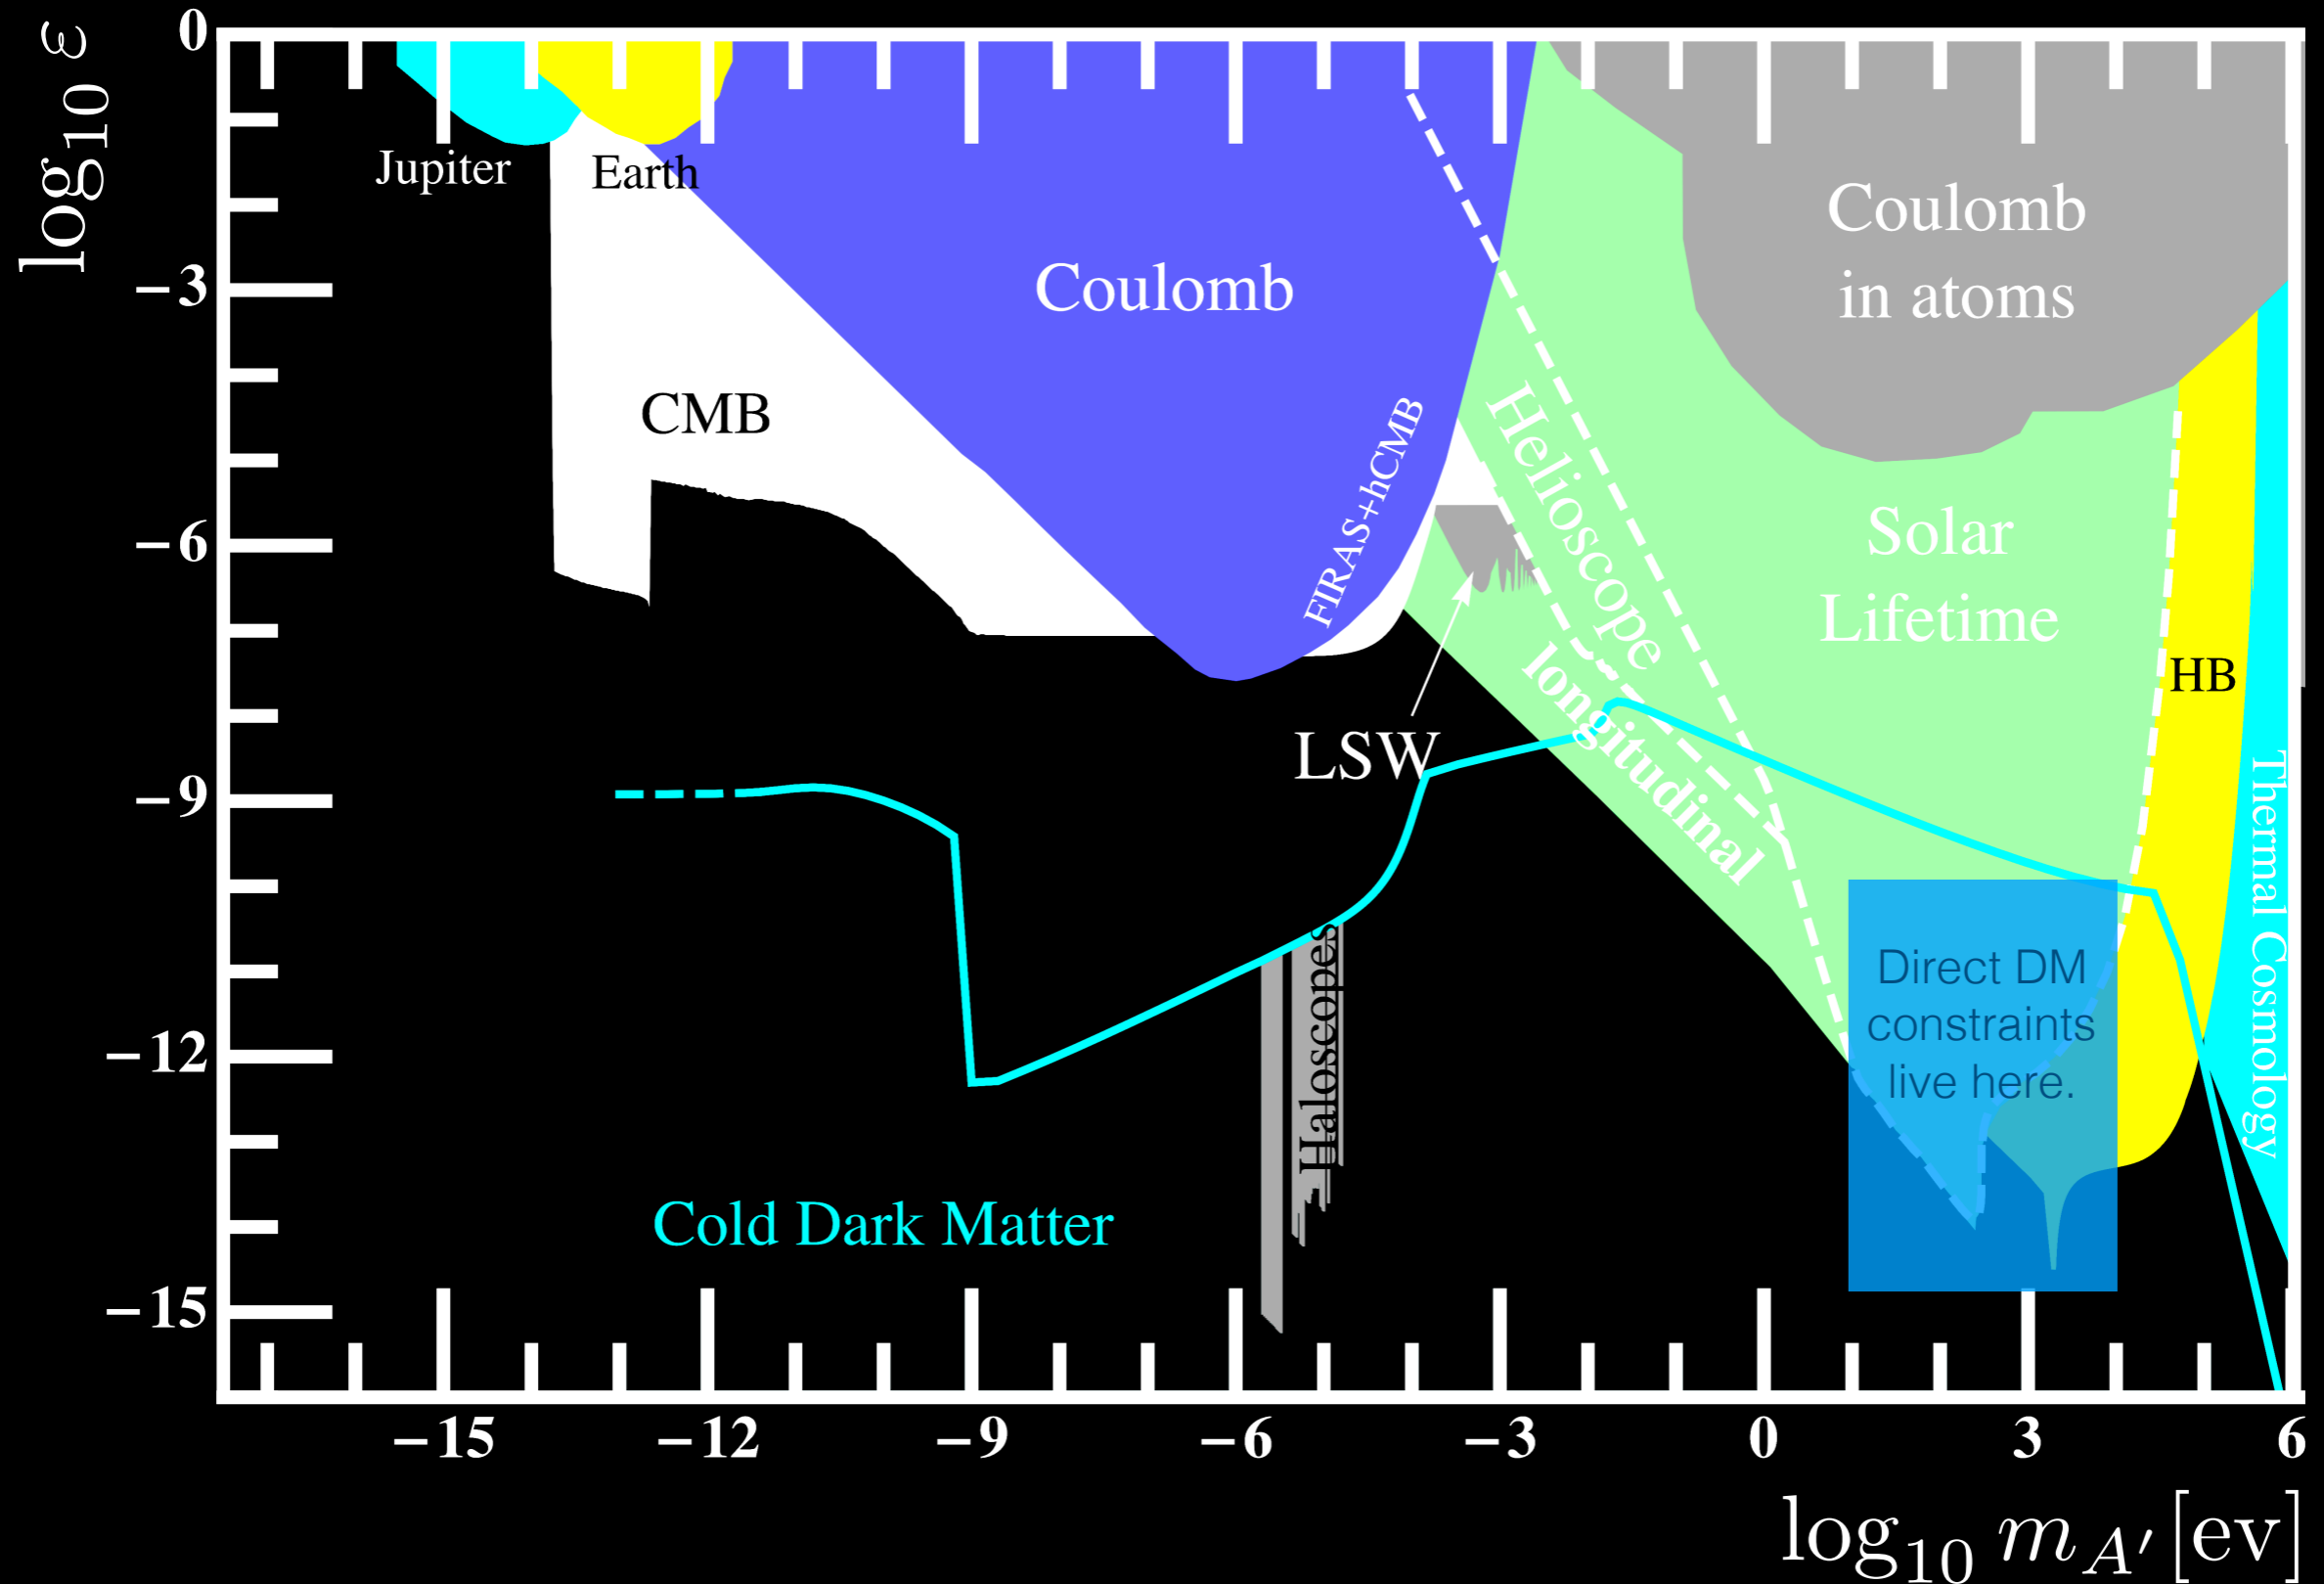 log10 ε
0
−3
−6
−9
−12
−15
Jupiter
Earth
CMB
Coulomb
FIRAS+hCMB
Coulomb
in atoms
Helioscope
longitudinal
Solar
Lifetime
LSW
HB
Thermal Cosmology
Haloscopes
Direct DM
constraints
live here.
Cold Dark Matter
−15
−12
−9
−6
−3
0
3
6
log10 mA′ [ev]